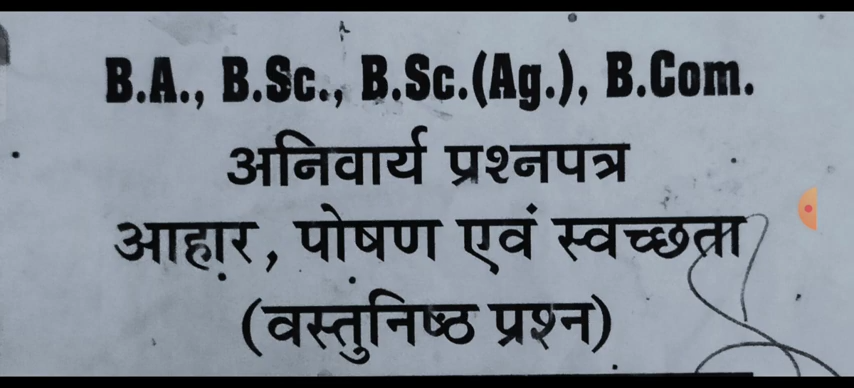 B.A., B.Sc., B.Sc.(Ag.), B.Com.
अनिवार्य प्रश्नपत्र
आहार, पोषण एवं स्वच्छता
(वस्तुनिष्ठ प्रश्न)